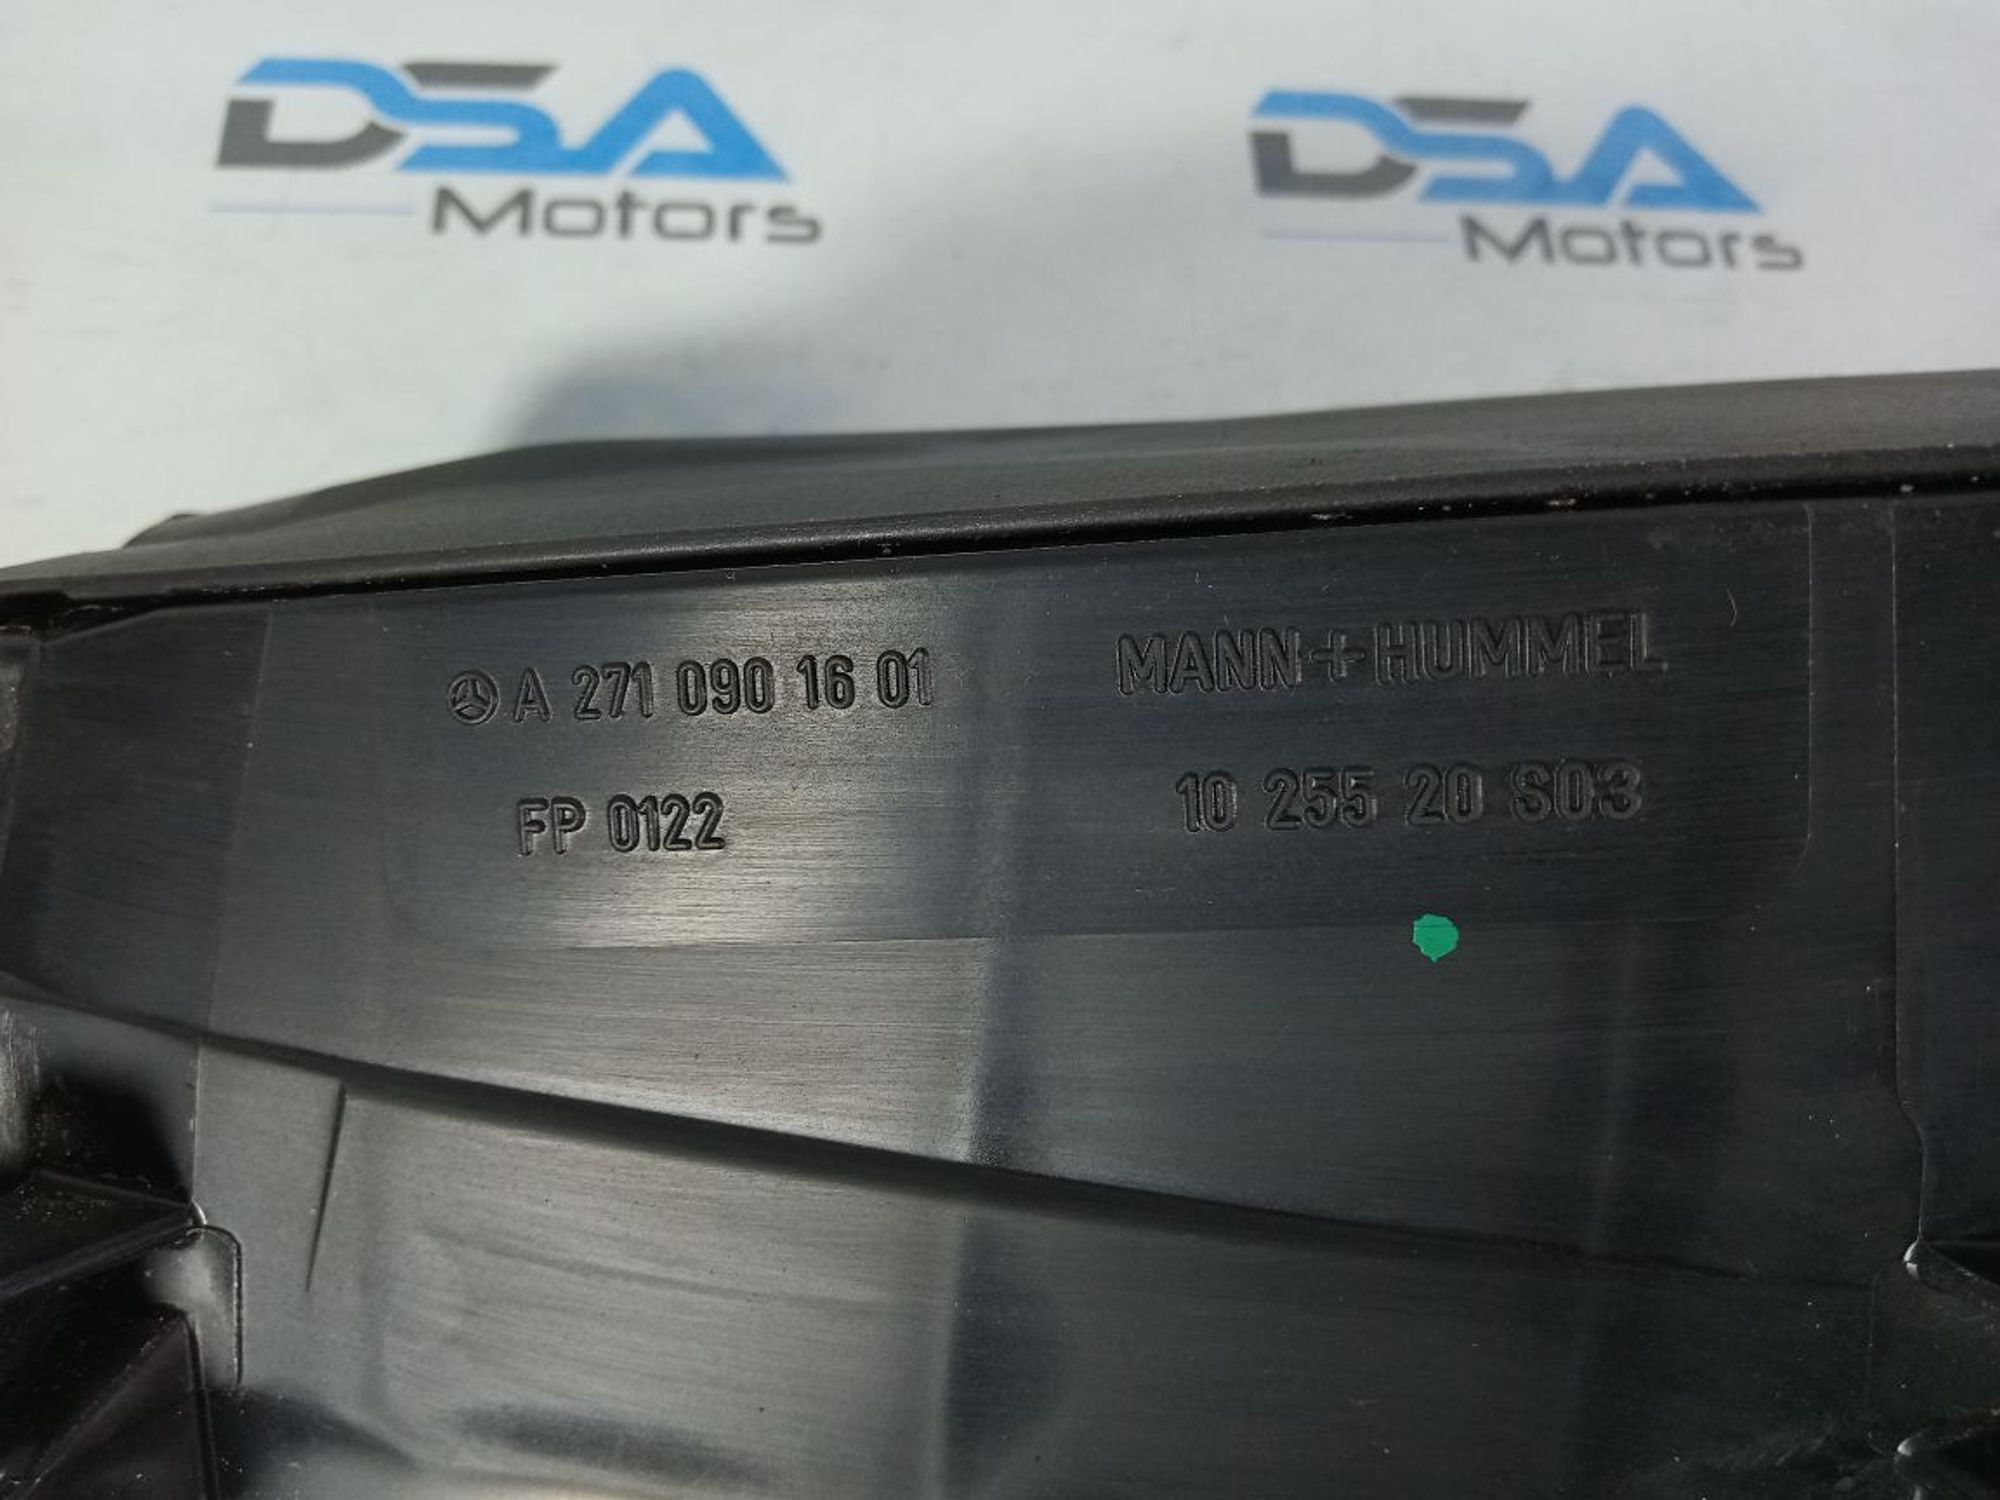 DSA
Motors
DSA
Motors
A 271 090 16 01
MANN+HUMMEL
FP 0122
10 255 20 S03